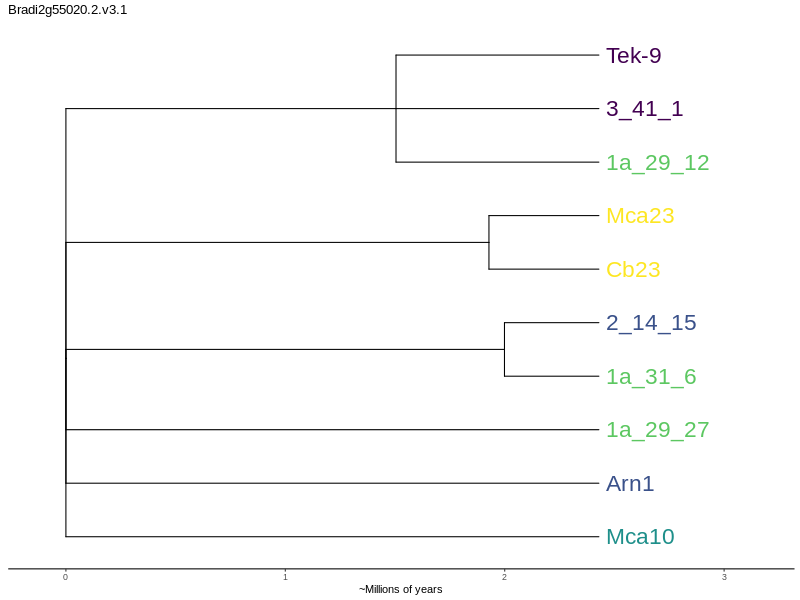 Bradi2g55020.2.v3.1
Tek-9
3_41_1
1a_29_12
Mca23
Cb23
2_14_15
1a_31_6
1a_29_27
Arn1
Mca10
0 1 2 3
~Millions of years